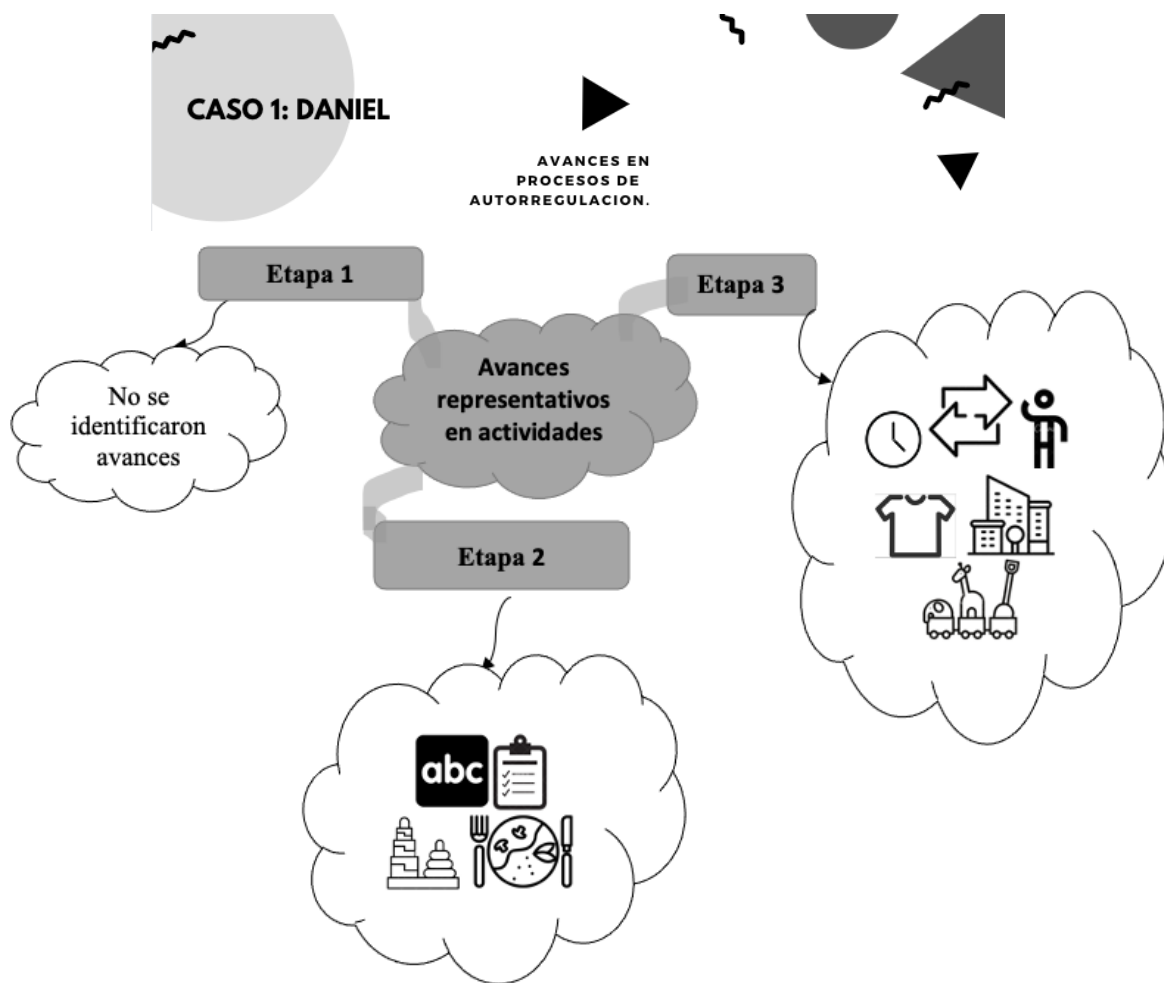 CASO 1: DANIEL
AVANCES EN
PROCESOS DE
AUTORREGULACION.
Etapa 1
Etapa 3
No se
identificaron
avances
Avances
representativos
en actividades
Etapa 2
abc